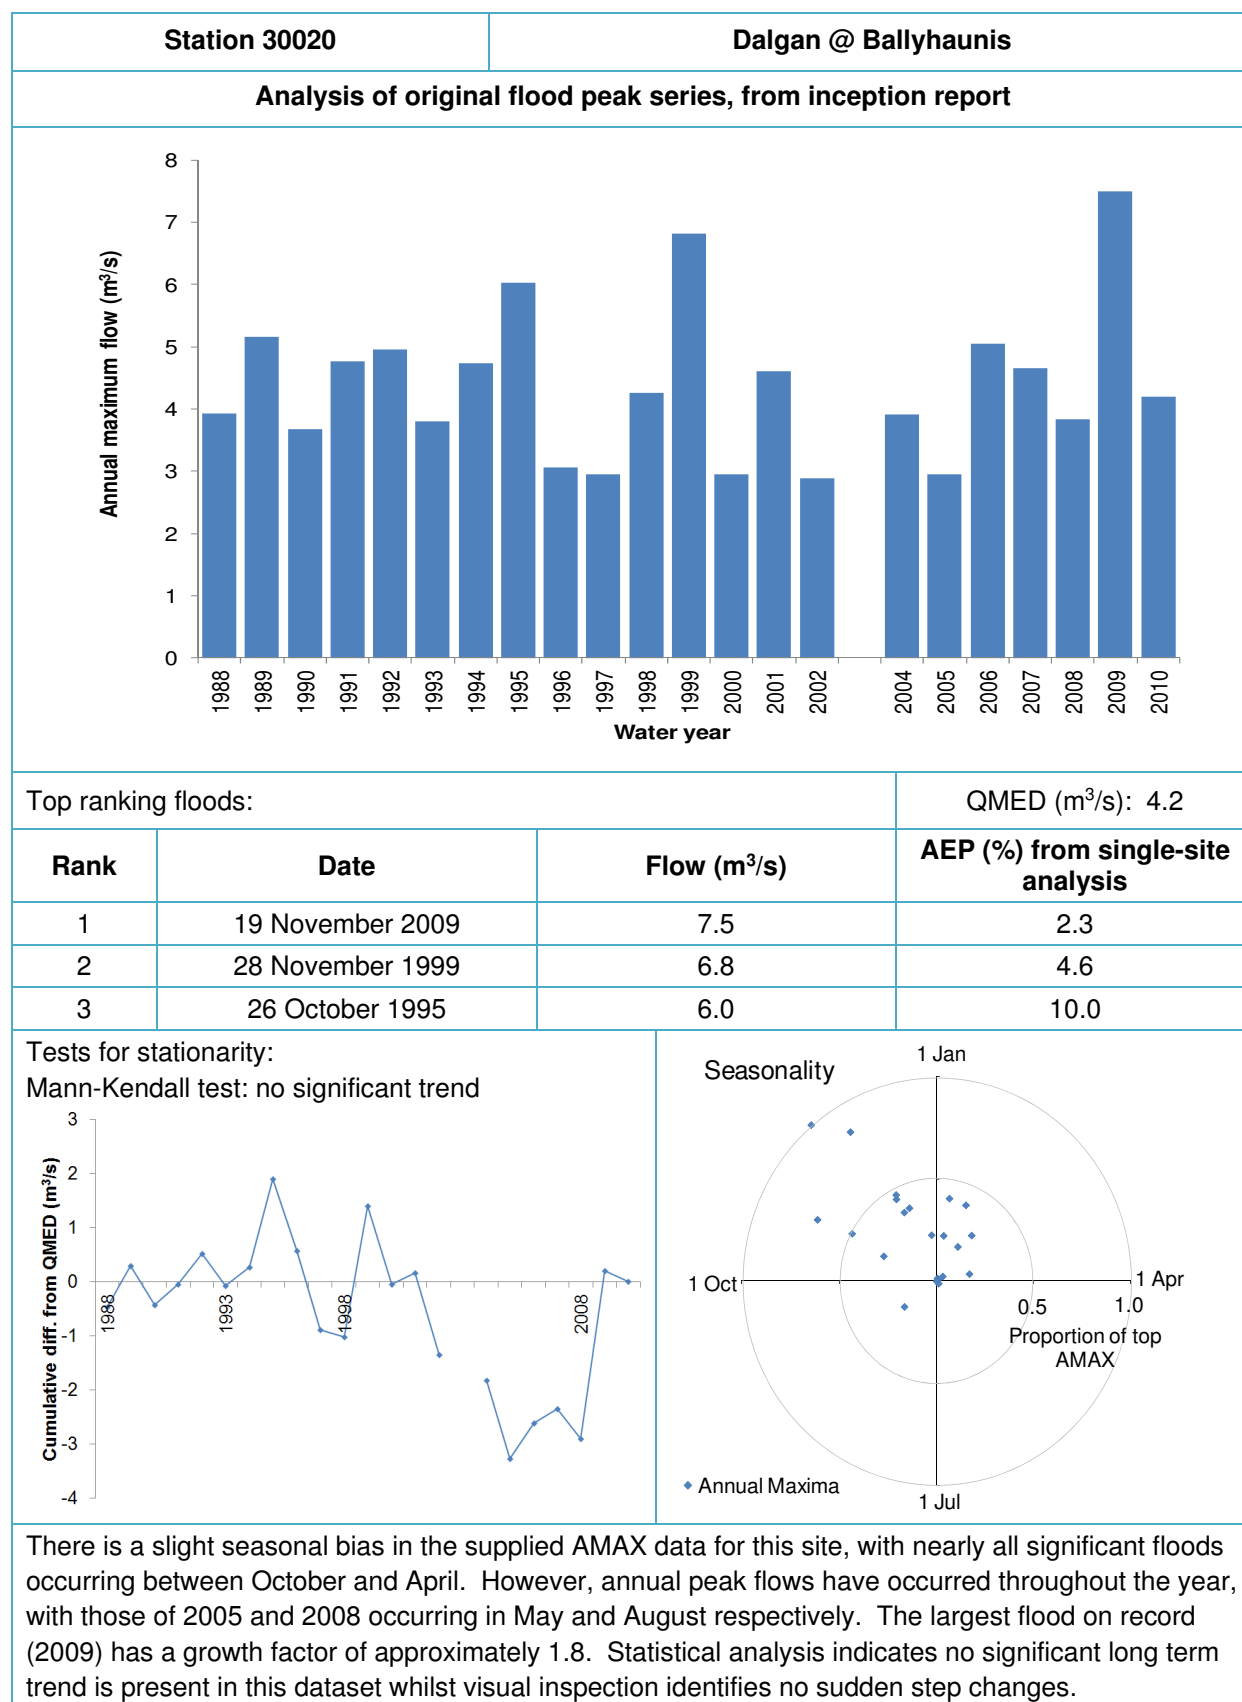 Station 30020
Dalgan @ Ballyhaunis
Analysis of original flood peak series, from inception report
8
7
6
5
4
3
2
1
0
Annual maximum flow (m³/s)
1988
1989
1990
1991
1992
1993
1994
1995
1996
1997
1998
1999
2000
2001
2002
2004
2005
2006
2007
2008
2009
2010
Water year
Top ranking floods:
QMED (m³/s): 4.2
Rank
Date
Flow (m³/s)
AEP (%) from single-site
analysis
1
19 November 2009
7.5
2.3
2
28 November 1999
6.8
4.6
3
26 October 1995
6.0
10.0
Tests for stationarity:
Mann-Kendall test: no significant trend
3
2
1
0
-1
-2
-3
-4
Cumulative diff. from QMED (m³/s)
1988
1993
1998
2008
Seasonality
1 Jan
1 Oct
1 Apr
0.5
1.0
Proportion of top
AMAX
Annual Maxima
1 Jul
There is a slight seasonal bias in the supplied AMAX data for this site, with nearly all significant floods
occurring between October and April. However, annual peak flows have occurred throughout the year,
with those of 2005 and 2008 occurring in May and August respectively. The largest flood on record
(2009) has a growth factor of approximately 1.8. Statistical analysis indicates no significant long term
trend is present in this dataset whilst visual inspection identifies no sudden step changes.